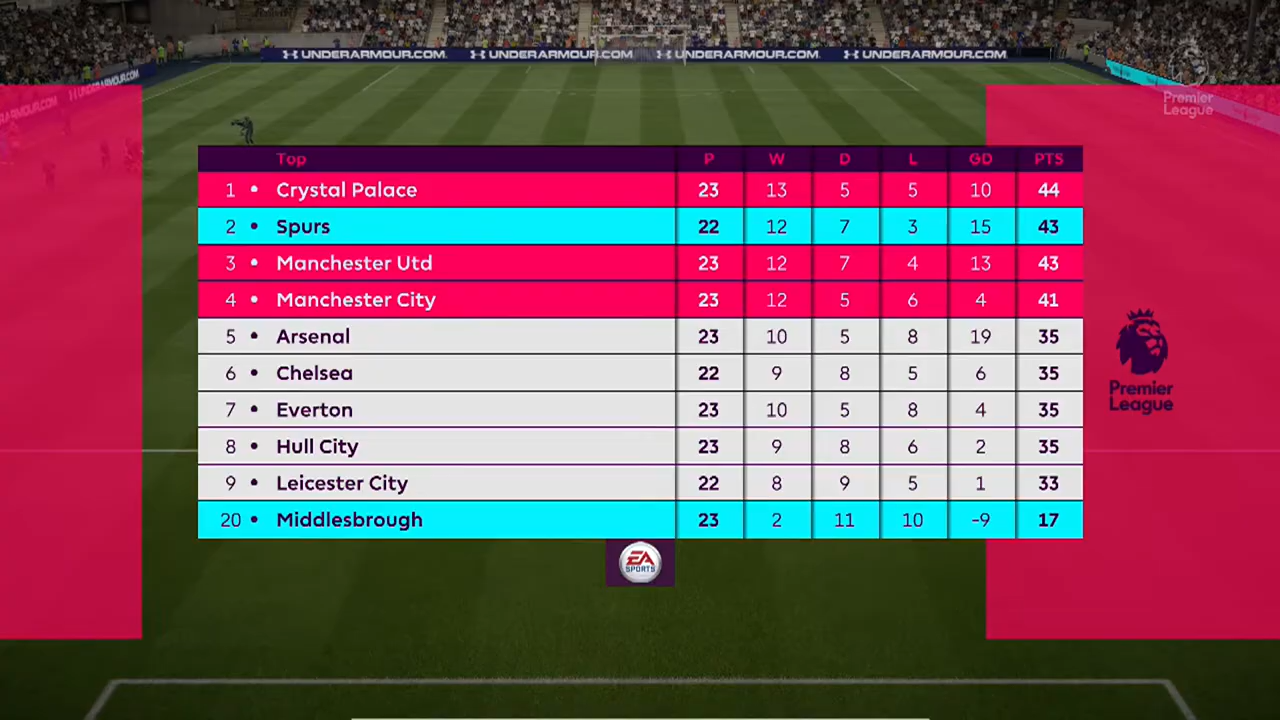 UNDERARMOUR.COM UNDERARMOUR.COM UNDERARMOUR.COM UNDERARMOUR.COM
Premier
League
Top P W D L GD PTS
1 • Crystal Palace 23 13 5 5 10 44
2 • Spurs 22 12 7 3 15 43
3 • Manchester Utd 23 12 7 4 13 43
4 • Manchester City 23 12 5 6 4 41
5 • Arsenal 23 10 5 8 19 35
6 • Chelsea 22 9 8 5 6 35
7 • Everton 23 10 5 8 4 35
8 • Hull City 23 9 8 6 2 35
9 • Leicester City 22 8 9 5 1 33
20 • Middlesbrough 23 2 11 10 -9 17
Premier
League
EA
SPORTS